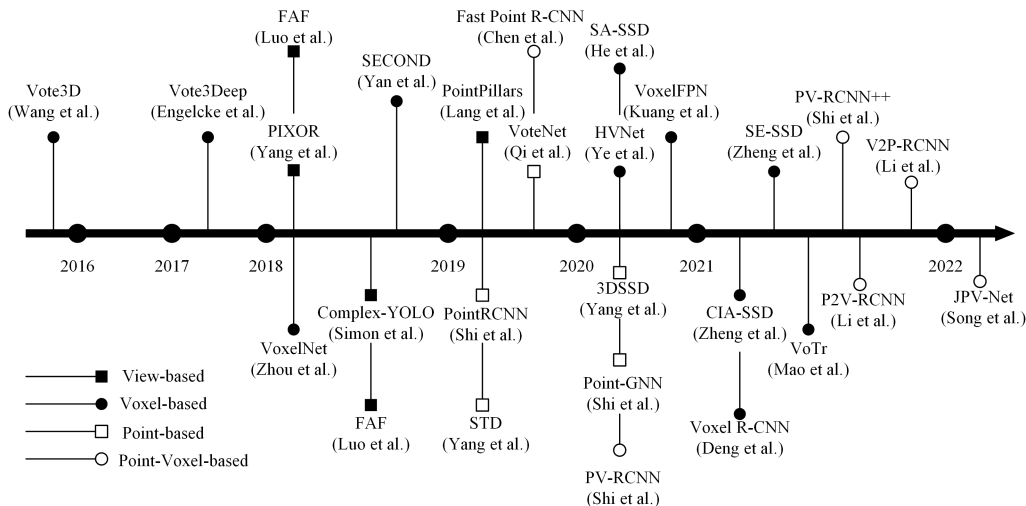 FAF
(Luo et al.)
Fast Point R-CNN
(Chen et al.)
SA-SSD
(He et al.)
SECOND
(Yan et al.)
Vote3D
(Wang et al.)
Vote3Deep
(Engelcke et al.)
PointPillars
(Lang et al.)
VoxelFPN
(Kuang et al.)
PV-RCNN++
(Shi et al.)
PIXOR
(Yang et al.)
VoteNet
(Qi et al.)
HVNet
(Ye et al.)
SE-SSD
(Zheng et al.)
V2P-RCNN
(Li et al.)
2016
2017
2018
2019
2020
2021
2022
Complex-YOLO
(Simon et al.)
PointRCNN
(Shi et al.)
3DSSD
(Yang et al.)
CIA-SSD
(Zheng et al.)
P2V-RCNN
(Li et al.)
JPV-Net
(Song et al.)
VoxelNet
(Zhou et al.)
VoTr
(Mao et al.)
Point-GNN
(Shi et al.)
FAF
(Luo et al.)
STD
(Yang et al.)
Voxel R-CNN
(Deng et al.)
PV-RCNN
(Shi et al.)
View-based
Voxel-based
Point-based
Point-Voxel-based